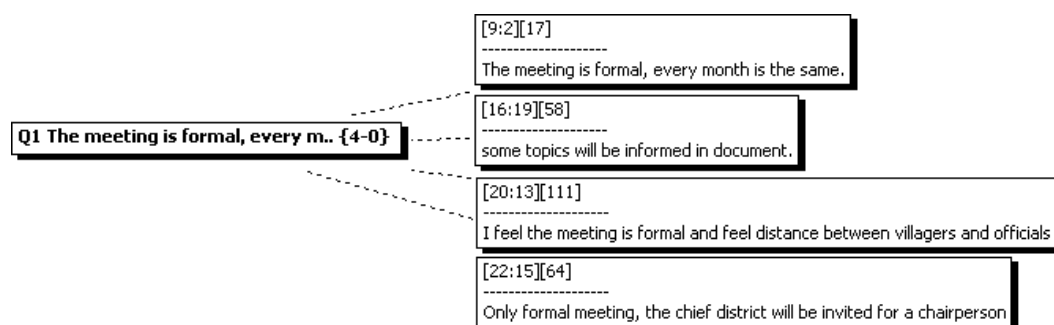 [9:2][17]
--------------------
The meeting is formal, every month is the same.
Q1 The meeting is formal, every m.. {4-0}
[16:19][58]
--------------------
some topics will be informed in document.
[20:13][111]
--------------------
I feel the meeting is formal and feel distance between villagers and officials
[22:15][64]
--------------------
Only formal meeting, the chief district will be invited for a chairperson